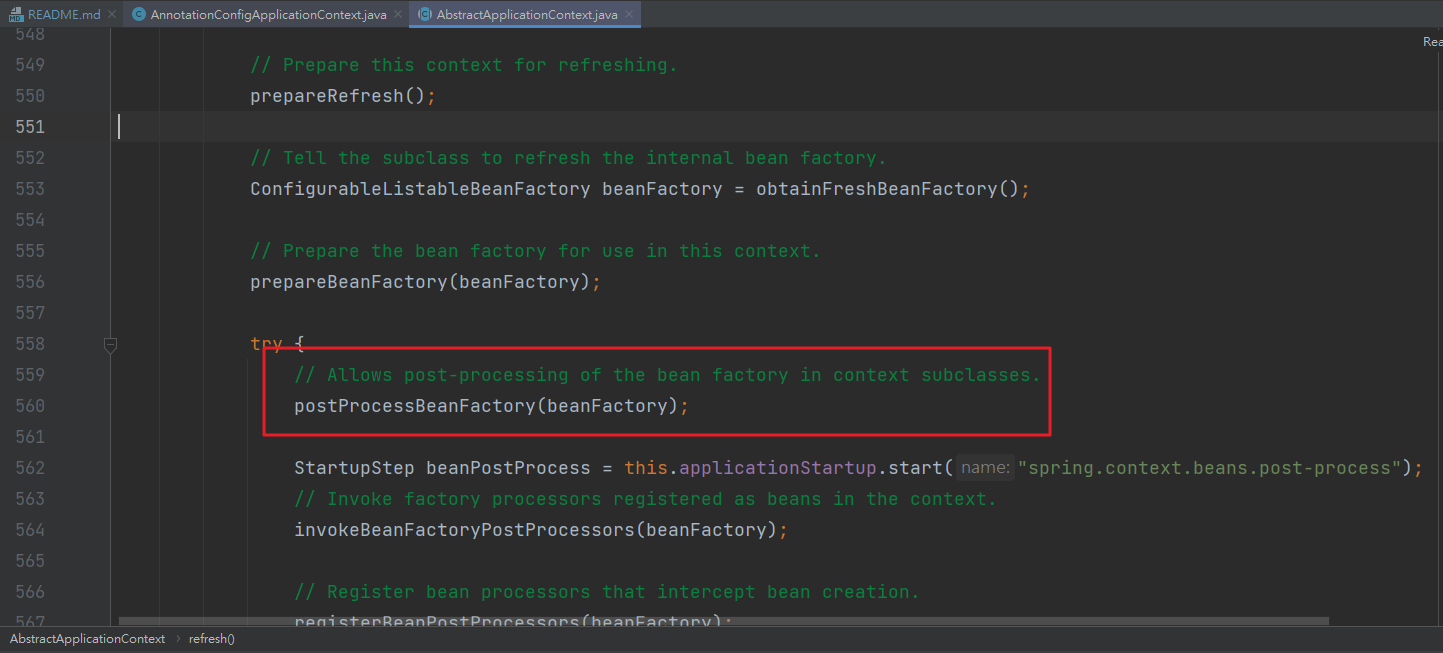 README.md AnnotationConfigApplicationContext.java AbstractApplicationContext.java
Rea
548
549 // Prepare this context for refreshing.
550 prepareRefresh();
551
552 // Tell the subclass to refresh the internal bean factory.
553 ConfigurableListableBeanFactory beanFactory = obtainFreshBeanFactory();
554
555 // Prepare the bean factory for use in this context.
556 prepareBeanFactory(beanFactory);
557
558 try {
559 // Allows post-processing of the bean factory in context subclasses.
560 postProcessBeanFactory(beanFactory);
561
562 StartupStep beanPostProcess = this.applicationStartup.start( name: "spring.context.beans.post-process");
563 // Invoke factory processors registered as beans in the context.
564 invokeBeanFactoryPostProcessors(beanFactory);
565
566 // Register bean processors that intercept bean creation.
567 registerBeanPostProcessors(beanFactory);
AbstractApplicationContext › refresh()